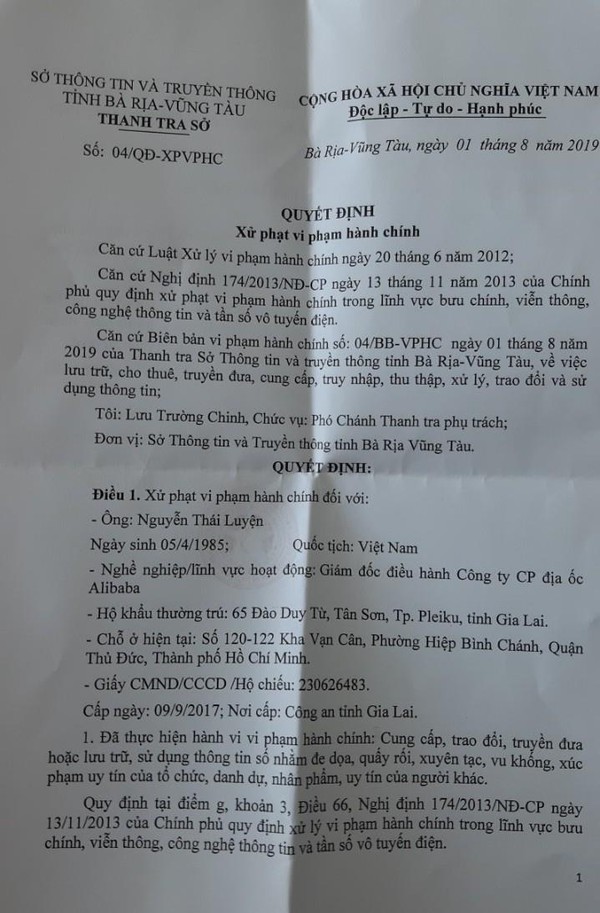 SỞ THÔNG TIN VÀ TRUYỀN THÔNG
TỈNH BÀ RỊA-VŨNG TÀU
THANH TRA SỞ
Số: 04/QĐ-XPVPHC
CỘNG HÒA XÃ HỘI CHỦ NGHĨA VIỆT NAM
Độc lập - Tự do - Hạnh phúc
Bà Rịa-Vũng Tàu, ngày 01 tháng 8 năm 2019
QUYẾT ĐỊNH
Xử phạt vi phạm hành chính
Căn cứ Luật Xử lý vi phạm hành chính ngày 20 tháng 6 năm 2012;
Căn cứ Nghị định 174/2013/NĐ-CP ngày 13 tháng 11 năm 2013 của Chính
phủ quy định xử phạt vi phạm hành chính trong lĩnh vực bưu chính, viễn thông,
công nghệ thông tin và tần số vô tuyến điện.
Căn cứ Biên bản vi phạm hành chính số: 04/BB-VPHC ngày 01 tháng 8 năm
2019 của Thanh tra Sở Thông tin và truyền thông tỉnh Bà Rịa-Vũng Tàu, về việc
lưu trữ, cho thuê, truyền đưa, cung cấp, truy nhập, thu thập, xử lý, trao đổi và sử
dụng thông tin;
Tôi: Lưu Trường Chinh, Chức vụ: Phó Chánh Thanh tra phụ trách;
Đơn vị: Sở Thông tin và Truyền thông tỉnh Bà Rịa Vũng Tàu.
QUYẾT ĐỊNH:
Điều 1. Xử phạt vi phạm hành chính đối với:
- Ông: Nguyễn Thái Luyện
Ngày sinh 05/4/1985; Quốc tịch: Việt Nam
- Nghề nghiệp/lĩnh vực hoạt động: Giám đốc điều hành Công ty CP địa ốc
Alibaba
- Hộ khẩu thường trú: 65 Đào Duy Từ, Tân Sơn, Tp. Pleiku, tỉnh Gia Lai.
- Chỗ ở hiện tại: Số 120-122 Kha Vạn Cân, Phường Hiệp Bình Chánh, Quận
Thủ Đức, Thành phố Hồ Chí Minh.
- Giấy CMND/CCCD /Hộ chiếu: 230626483.
Cấp ngày: 09/9/2017; Nơi cấp: Công an tỉnh Gia Lai.
1. Đã thực hiện hành vi vi phạm hành chính: Cung cấp, trao đổi, truyền đưa
hoặc lưu trữ, sử dụng thông tin số nhằm đe dọa, quấy rối, xuyên tạc, vu khống, xúc
phạm uy tín của tổ chức, danh dự, nhân phẩm, uy tín của người khác.
Quy định tại điểm g, khoản 3, Điều 66, Nghị định 174/2013/NĐ-CP ngày
13/11/2013 của Chính phủ quy định xử lý vi phạm hành chính trong lĩnh vực bưu
chính, viễn thông, công nghệ thông tin và tần số vô tuyến điện.
1